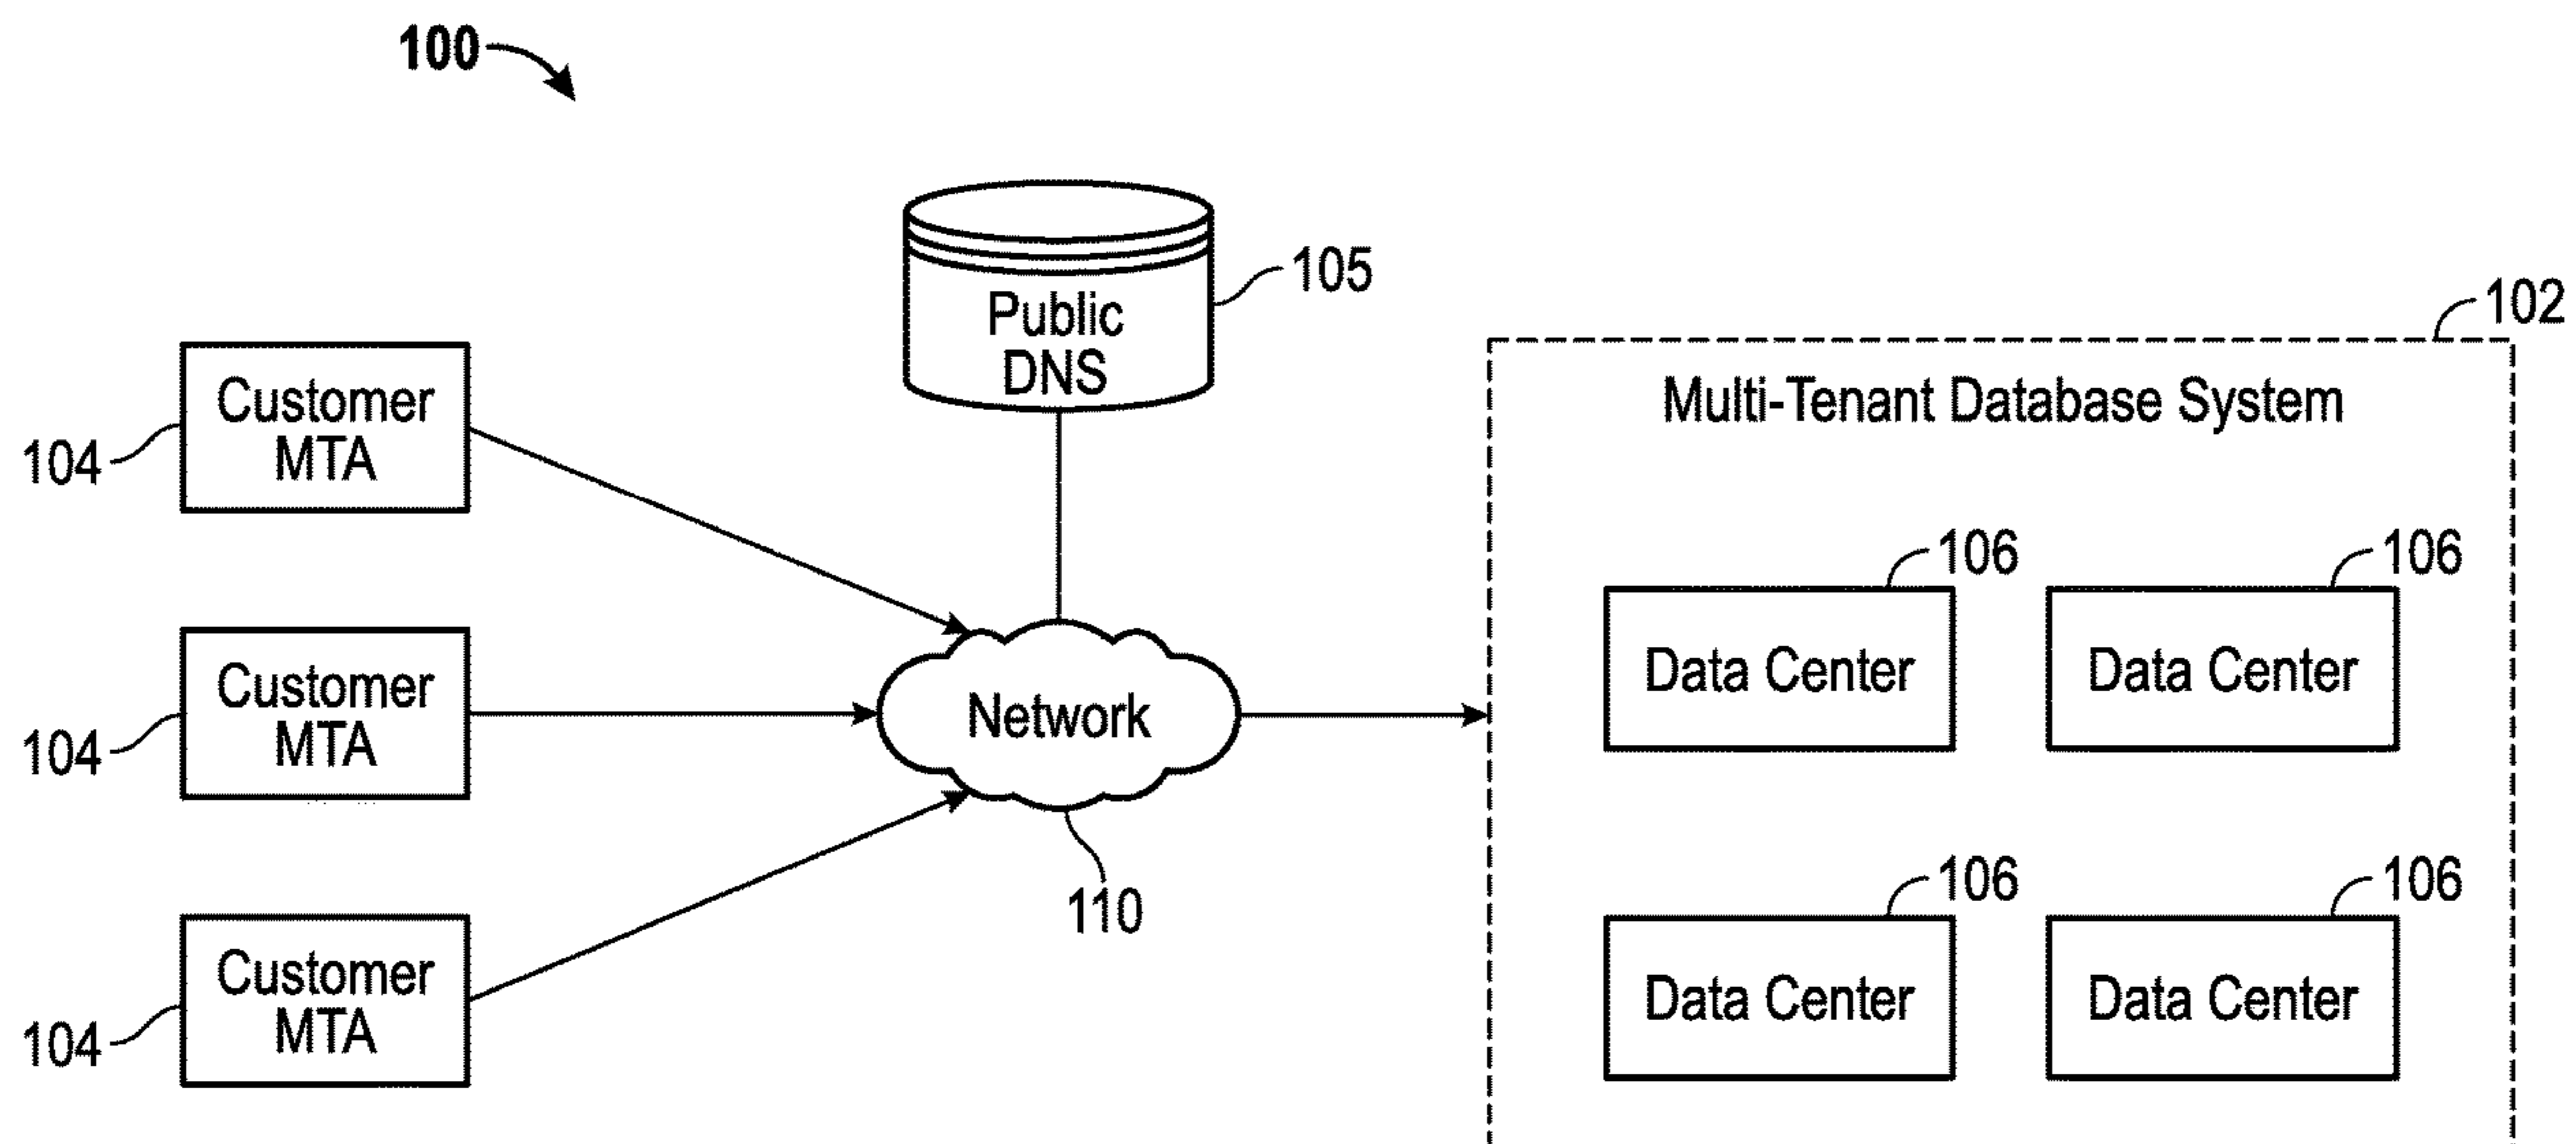 100
Public
DNS
105
102
Multi-Tenant Database System
Customer
MTA
104
Customer
MTA
104
Customer
MTA
104
Network
110
106
Data Center
106
Data Center
106
Data Center
106
Data Center